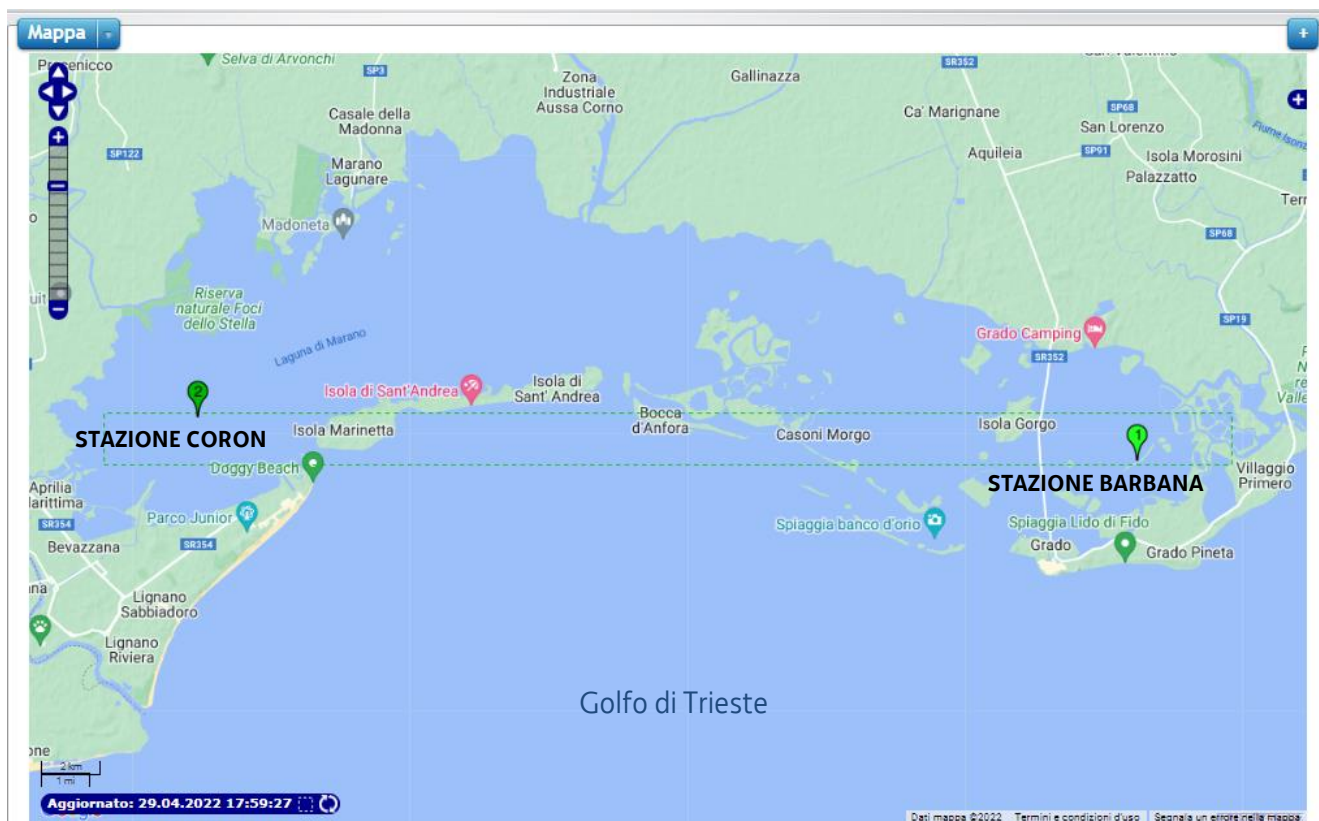 Mappa
+
Selva di Arvonchi
SP3
Zona
Industriale
Aussa Corno
Gallinazza
SR352
Casale della
Madonna
Ca' Marignane
SP68
San Lorenzo
SP122
Marano
Lagunare
Aquileia
SP91
Isola Morosini
Palazzatto
Madoneta
SP68
Riserva
naturale Foci
dello Stella
Laguna di Marano
Grado Camping
SP19
SR352
2
Isola di Sant'Andrea
Isola di
Sant' Andrea
STAZIONE CORON
Isola Marinetta
Bocca
d'Anfora
Casoni Morgo
Isola Gorgo
1
Doggy Beach
STAZIONE BARBANA
Villaggio
Primero
Aprilia
SR354
Parco Junior
SR354
Bevazzana
Spiaggia banco d'orio
Spiaggia Lido di Fido
Grado
Grado Pineta
Lignano
Sabbiadoro
Lignano
Riviera
Golfo di Trieste
2 km
1 mi
Aggiornato: 29.04.2022 17:59:27
Dati mappa ©2022 Termini e condizioni d'uso Segnala un errore nella mappa